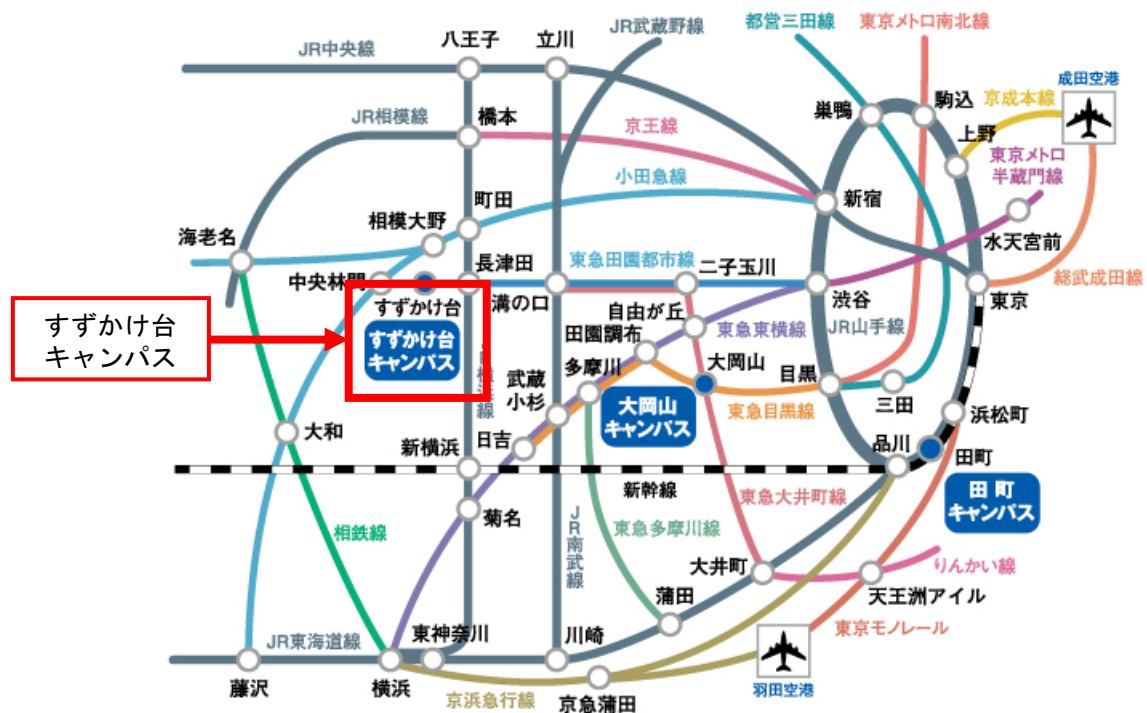 JR中央線
八王子
立川
JR武蔵野線
都営三田線
東京メトロ南北線
成田空港
橋本
JR相模線
京王線
巣鴨
駒込
京成本線
上野
東京メトロ
半蔵門線
小田急線
町田
相模大野
新宿
海老名
水天宮前
中央林間
長津田
東急田園都市線
二子玉川
総武成田線
すずかけ台
溝の口
渋谷
東京
すずかけ台
キャンパス
すずかけ台
キャンパス
自由が丘
東急東横線
JR山手線
田園調布
多摩川
大岡山
目黒
武蔵
小杉
大岡山
キャンパス
東急目黒線
三田
浜松町
大和
新横浜
日吉
品川
田町
新幹線
田町
キャンパス
東急大井町線
菊名
相鉄線
JR南武線
東急多摩川線
大井町
りんかい線
天王洲アイル
蒲田
東京モノレール
JR東海道線
東神奈川
川崎
藤沢
横浜
京浜急行線
京急蒲田
羽田空港